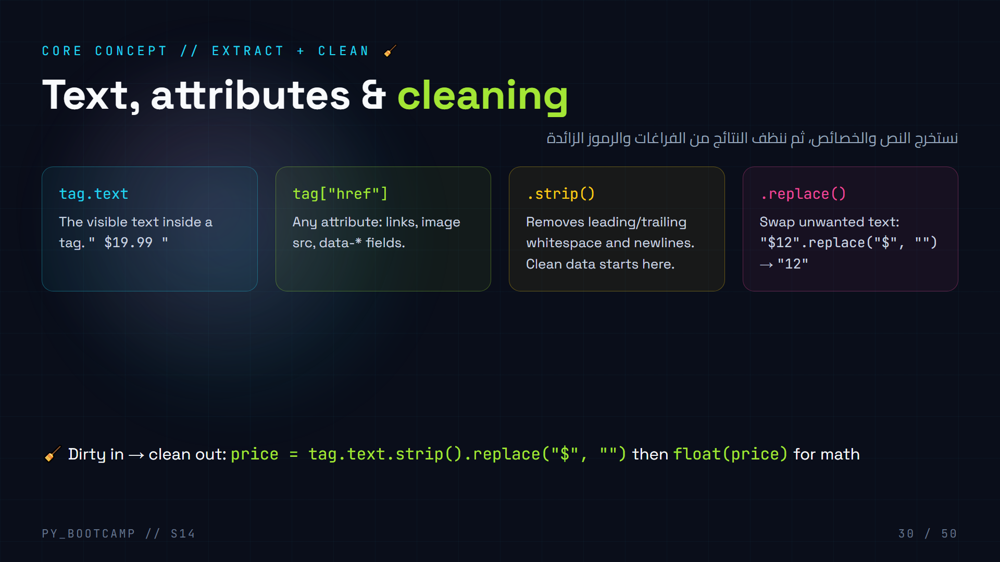 CORE CONCEPT // EXTRACT + CLEAN 🧹
Text, attributes & cleaning
نستخرج النص والخصائص، ثم ننظف النتائج من الفراغات والرموز الزائدة
tag.text
The visible text inside a
tag. " $19.99 "
tag["href"]
Any attribute: links, image
src, data-* fields.
.strip()
Removes leading/trailing
whitespace and newlines.
Clean data starts here.
.replace()
Swap unwanted text:
"$12".replace("$", "")
→ "12"
🧹 Dirty in → clean out: price = tag.text.strip().replace("$", "") then float(price) for math
PY_BOOTCAMP // S14
30 / 50